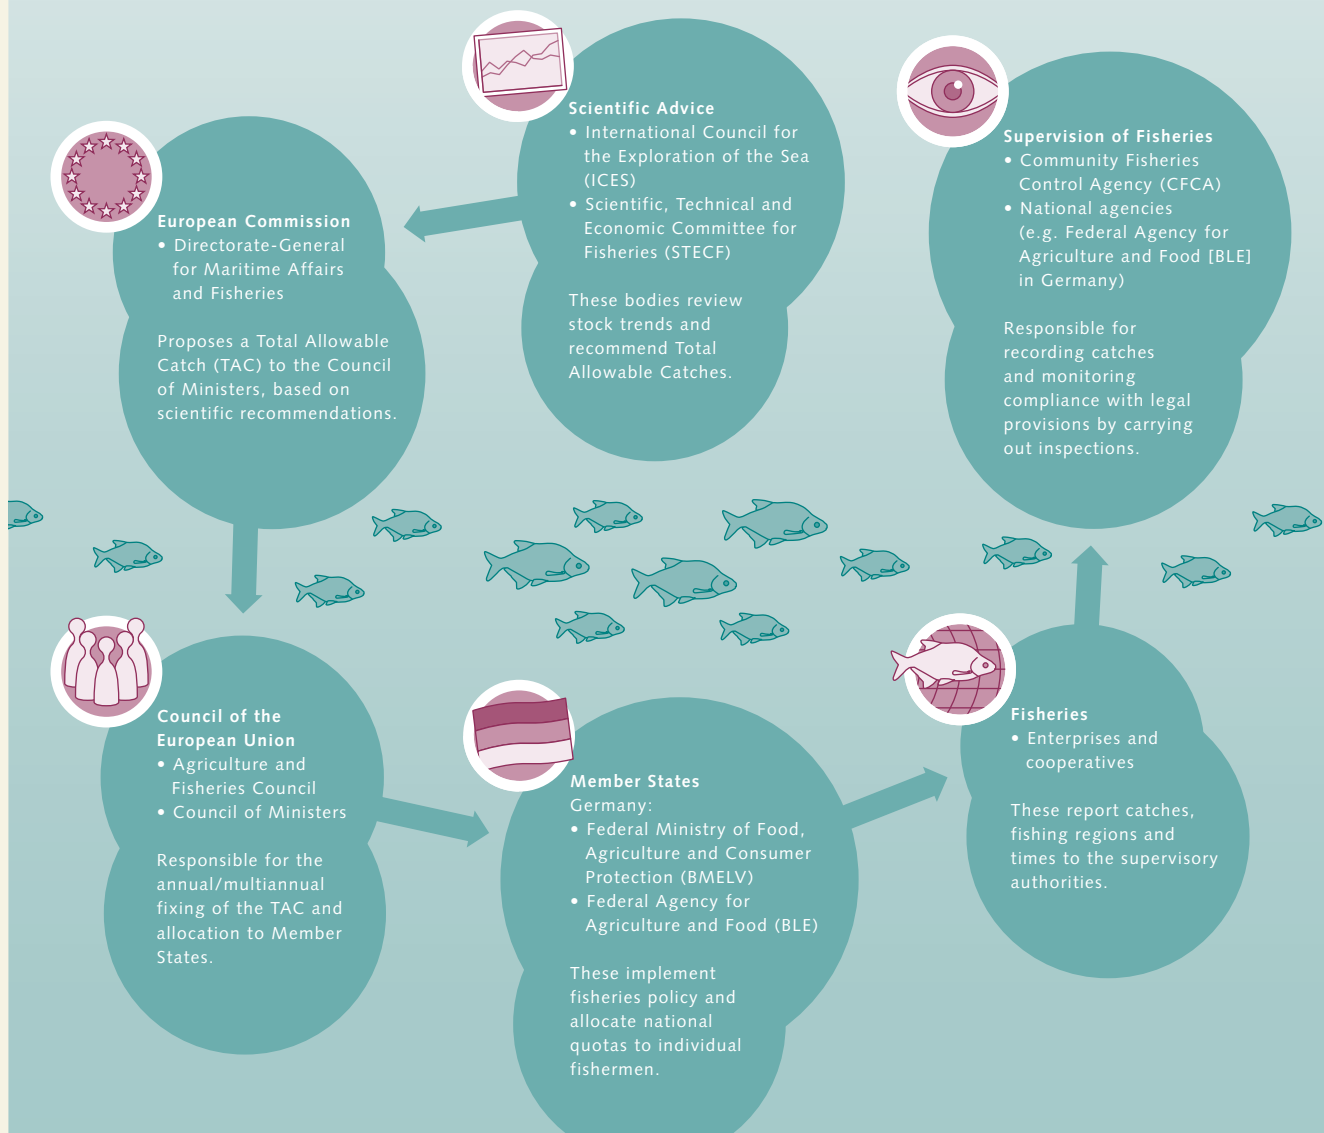 Scientific Advice
• International Council for
the Exploration of the Sea
(ICES)
• Scientific, Technical and
Economic Committee for
Fisheries (STECF)
These bodies review
stock trends and
recommend Total
Allowable Catches.
Supervision of Fisheries
• Community Fisheries
Control Agency (CFCA)
• National agencies
(e.g. Federal Agency for
Agriculture and Food [BLE]
in Germany)
Responsible for
recording catches
and monitoring
compliance with legal
provisions by carrying
out inspections.
European Commission
• Directorate-General
for Maritime Affairs
and Fisheries
Proposes a Total Allowable
Catch (TAC) to the Council
of Ministers, based on
scientific recommendations.
Council of the
European Union
• Agriculture and
Fisheries Council
• Council of Ministers
Responsible for the
annual/multiannual
fixing of the TAC and
allocation to Member
States.
Member States
Germany:
• Federal Ministry of Food,
Agriculture and Consumer
Protection (BMELV)
• Federal Agency for
Agriculture and Food (BLE)
These implement
fisheries policy and
allocate national
quotas to individual
fishermen.
Fisheries
• Enterprises and
cooperatives
These report catches,
fishing regions and
times to the supervisory
authorities.